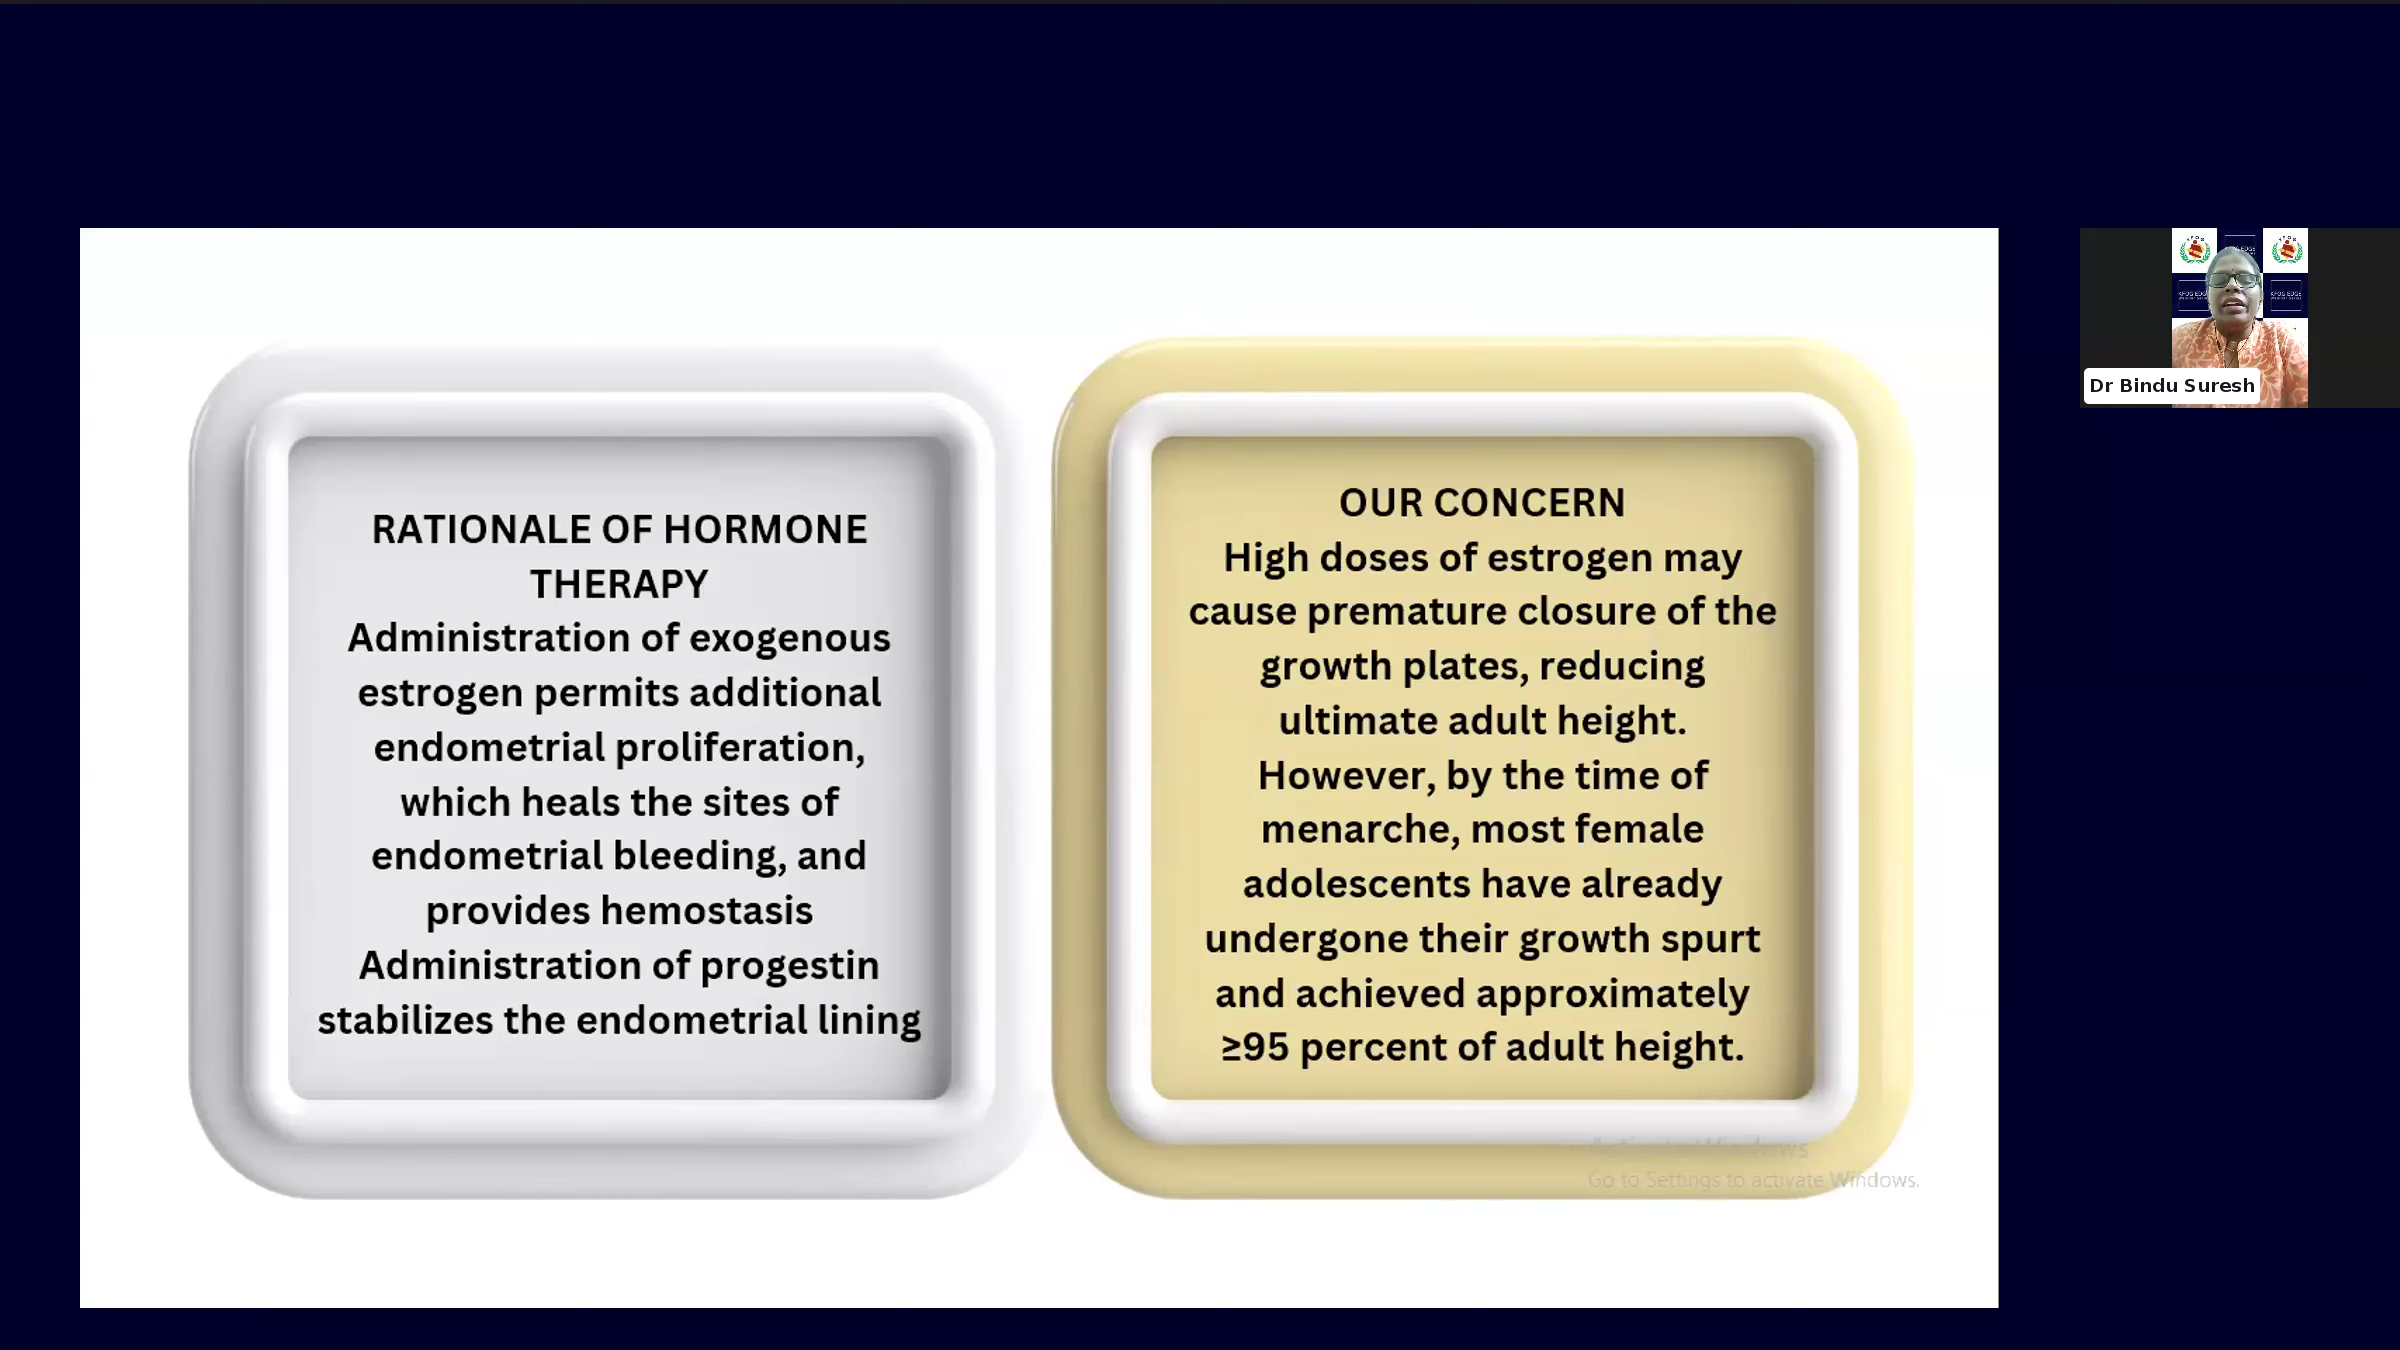 RATIONALE OF HORMONE
THERAPY
Administration of exogenous
estrogen permits additional
endometrial proliferation,
which heals the sites of
endometrial bleeding, and
provides hemostasis
Administration of progestin
stabilizes the endometrial lining
OUR CONCERN
High doses of estrogen may
cause premature closure of the
growth plates, reducing
ultimate adult height.
However, by the time of
menarche, most female
adolescents have already
undergone their growth spurt
and achieved approximately
≥95 percent of adult height.
Activate Windows
Go to Settings to activate Windows.
Dr Bindu Suresh